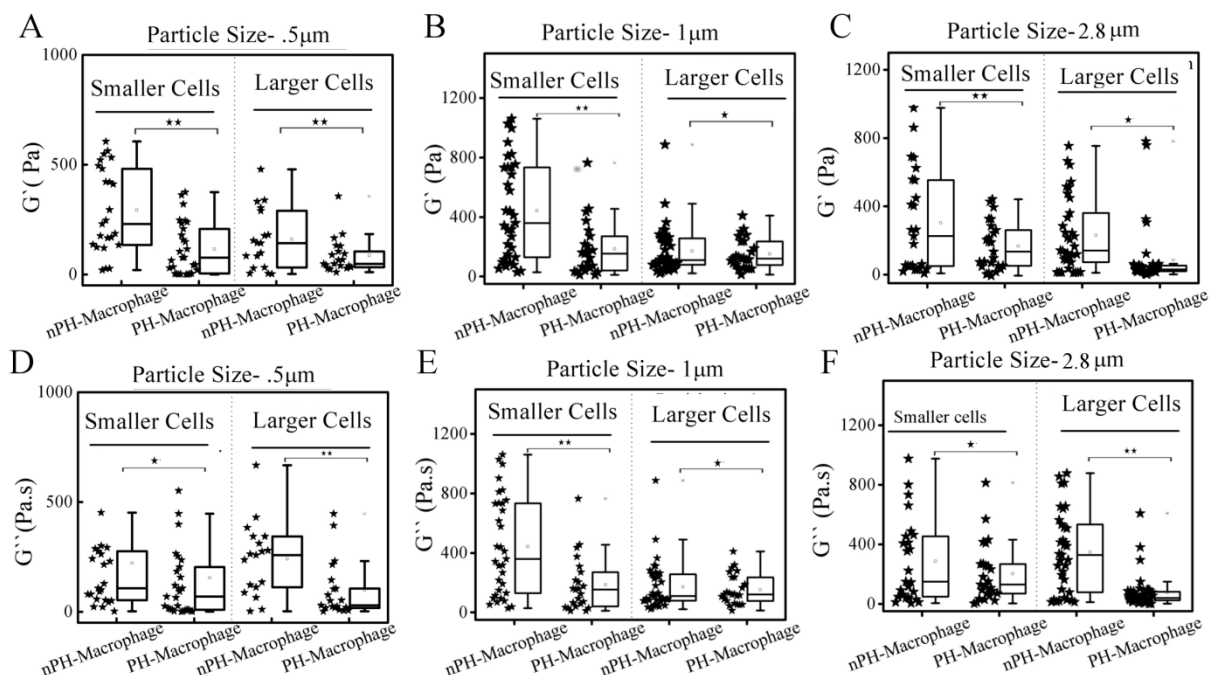 A
Particle Size- .5μm
1000
500
0
G` ( Pa)
Smaller Cells
Larger Cells
★★
★★
nPH-Macrophage
PH-Macrophage
nPH-Macrophage
PH-Macrophage
B
Particle Size- 1μm
1200
800
400
0
G` (Pa)
Smaller Cells
Larger Cells
★★
★
nPH-Macrophage
PH-Macrophage
nPH-Macrophage
PH-Macrophage
C
Particle Size-2.8 μm
1200
800
400
0
G` (Pa)
Smaller Cells
Larger Cells
★★
★
nPH-Macrophage
PH-Macrophage
nPH-Macrophage
PH-Macrophage
D
Particle Size- .5μm
1000
500
0
G`` (Pa.s)
Smaller Cells
Larger Cells
★
★★
nPH-Macrophage
PH-Macrophage
nPH-Macrophage
PH-Macrophage
E
Particle Size- 1μm
1200
800
400
0
G`` (Pa.s)
Smaller Cells
Larger Cells
★★
★
nPH-Macrophage
PH-Macrophage
nPH-Macrophage
PH-Macrophage
F
Particle Size-2.8 μm
1200
800
400
0
G`` (Pa.s)
Smaller cells
Larger Cells
★
★★
nPH-Macrophage
PH-Macrophage
nPH-Macrophage
PH-Macrophage